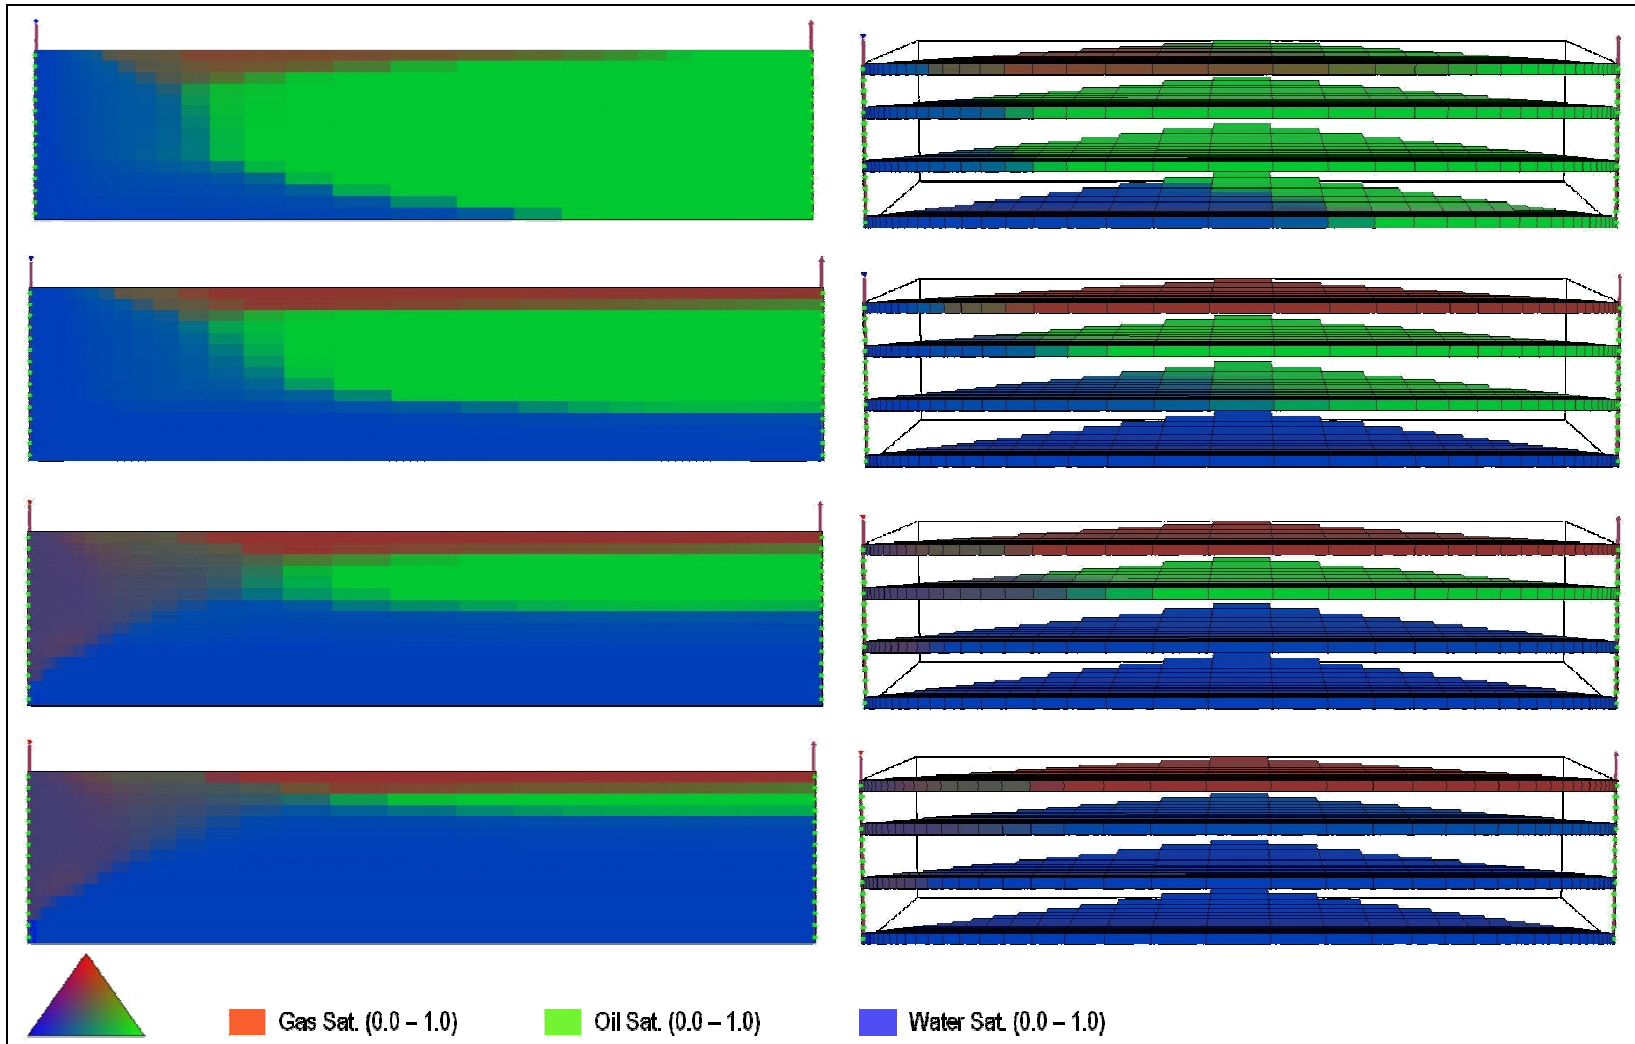 Gas Sat. (0.0 – 1.0) Oil Sat. (0.0 – 1.0) Water Sat. (0.0 – 1.0)